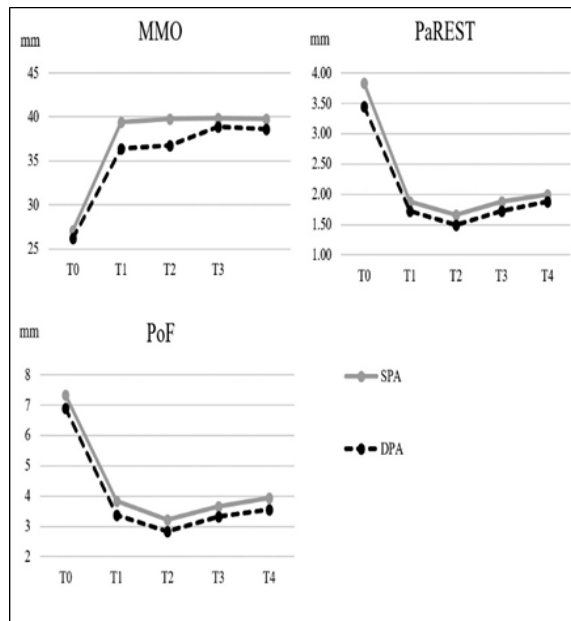 MMO
mm
45
40
35
30
25
T0 T1 T2 T3
PaREST
mm
4.00
3.50
3.00
2.50
2.00
1.50
1.00
T0 T1 T2 T3 T4
PoF
mm
8
7
6
5
4
3
2
T0 T1 T2 T3 T4
SPA
DPA